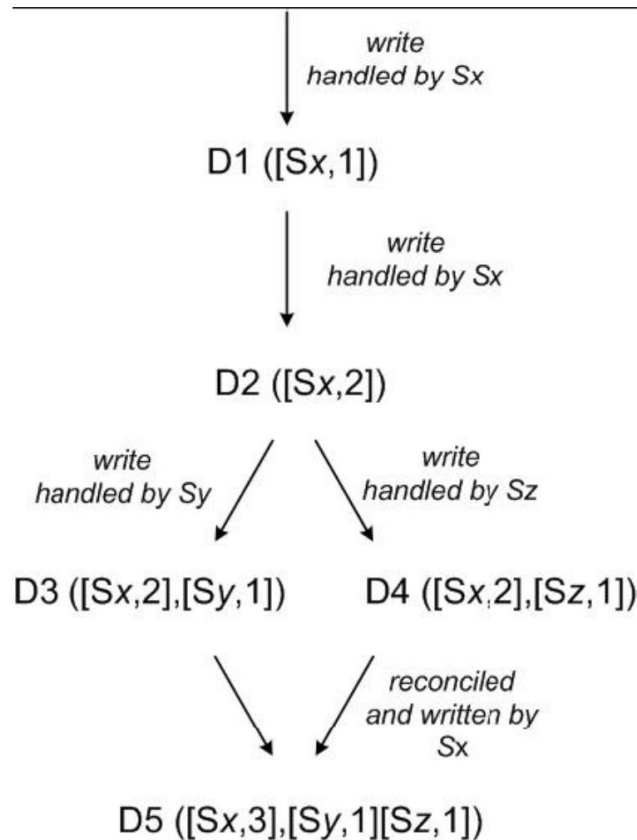 write
handled by Sx
D1 ([Sx,1])
write
handled by Sx
D2 ([Sx,2])
write
handled by Sy
write
handled by Sz
D3 ([Sx,2],[Sy,1])
D4 ([Sx,2],[Sz,1])
reconciled
and written by
Sx
D5 ([Sx,3],[Sy,1][Sz,1])